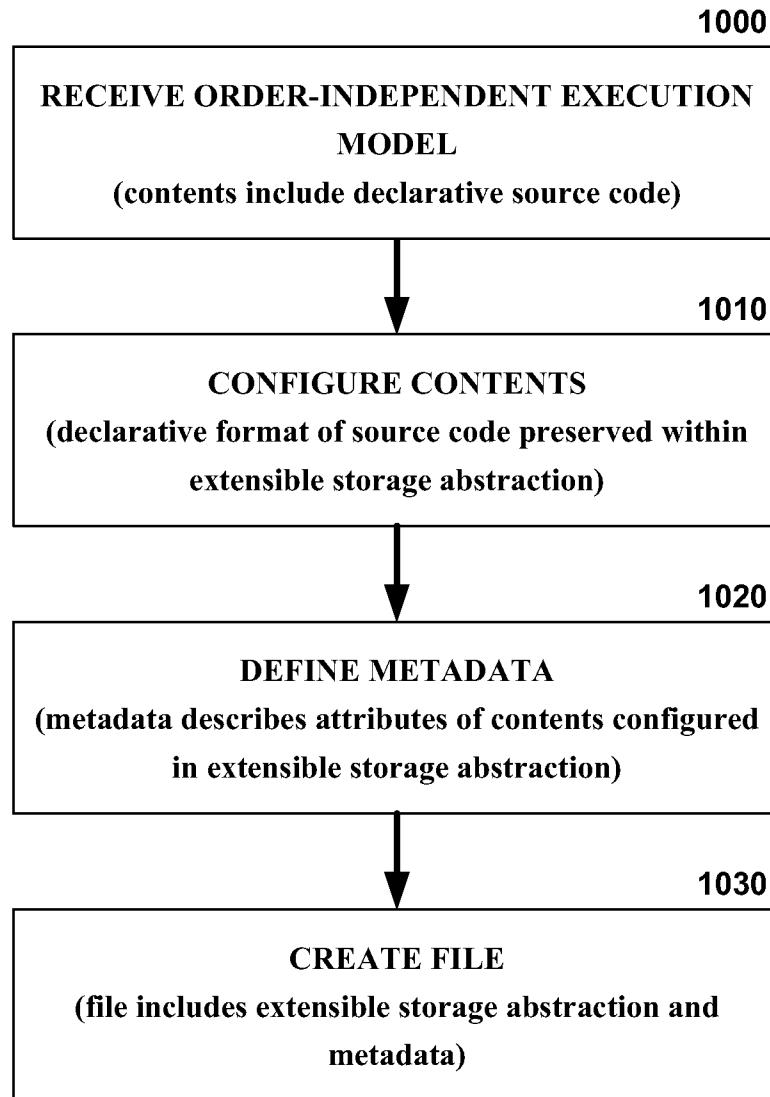 1000
RECEIVE ORDER-INDEPENDENT EXECUTION
MODEL
(contents include declarative source code)
1010
CONFIGURE CONTENTS
(declarative format of source code preserved within
extensible storage abstraction)
1020
DEFINE METADATA
(metadata describes attributes of contents configured
in extensible storage abstraction)
1030
CREATE FILE
(file includes extensible storage abstraction and
metadata)